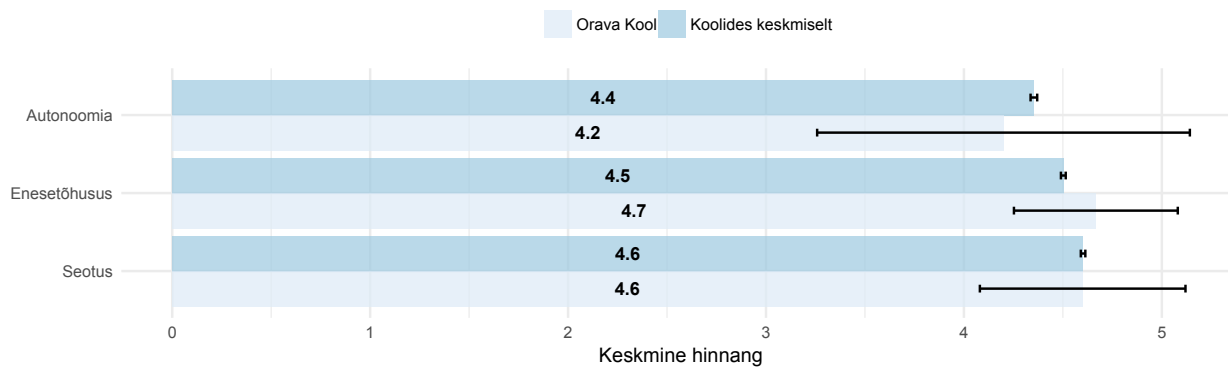 Orava Kool Koolides keskmiselt
Autonoomia
4.4
4.2
Enesetõhusus
4.5
4.7
Seotus
4.6
4.6
0 1 2 3 4 5
Keskmine hinnang